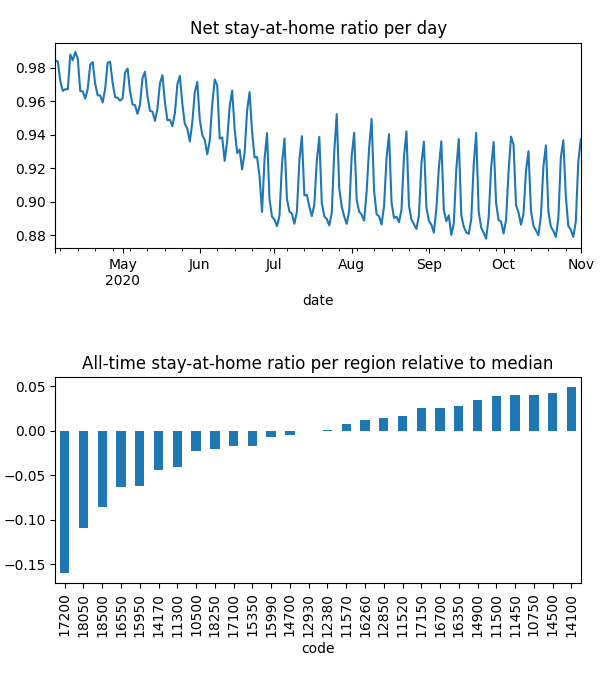 Net stay-at-home ratio per day
0.98
0.96
0.94
0.92
0.90
0.88
May Jun Jul Aug Sep Oct Nov
2020
date
All-time stay-at-home ratio per region relative to median
0.05
0.00
−0.05
−0.10
−0.15
17200 18050 18500 16550 15950 14170 11300 10500 18250 17100 15350 15990 14700 12930 12380 11570 16260 12850 11520 17150 16700 16350 14900 11500 11450 10750 14500 14100
code